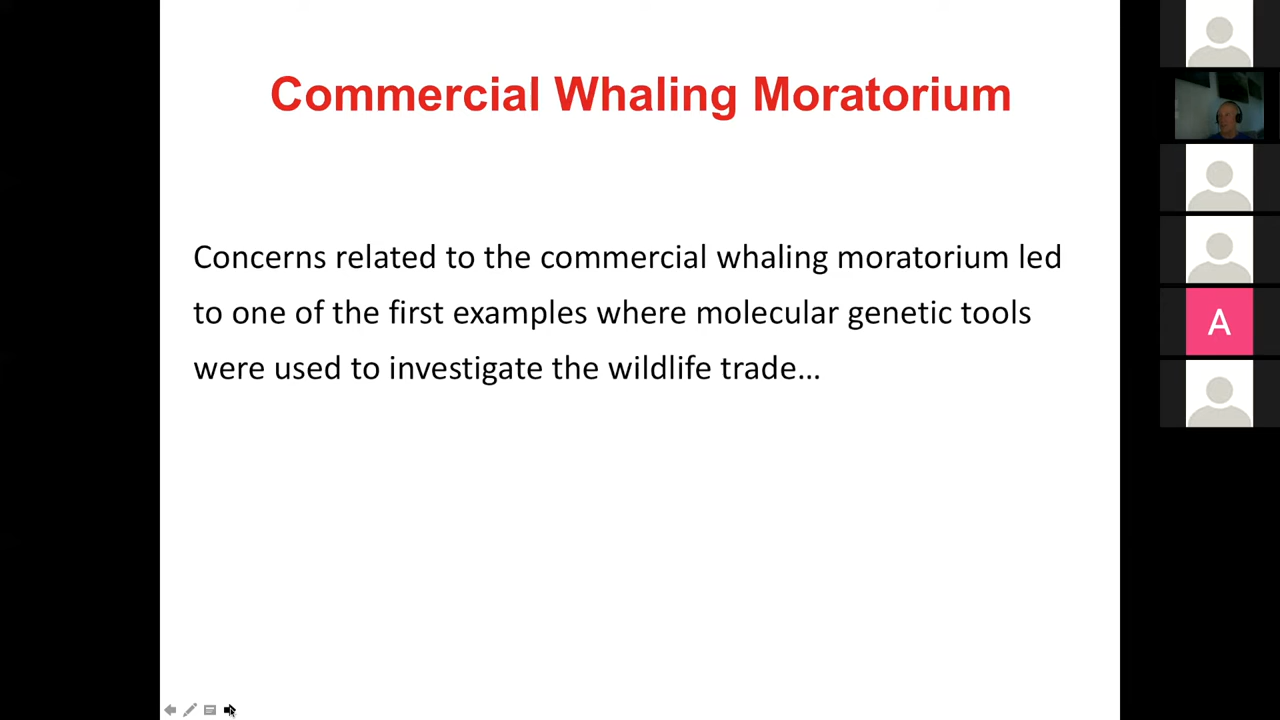 Commercial Whaling Moratorium
Concerns related to the commercial whaling moratorium led
to one of the first examples where molecular genetic tools
were used to investigate the wildlife trade...
A